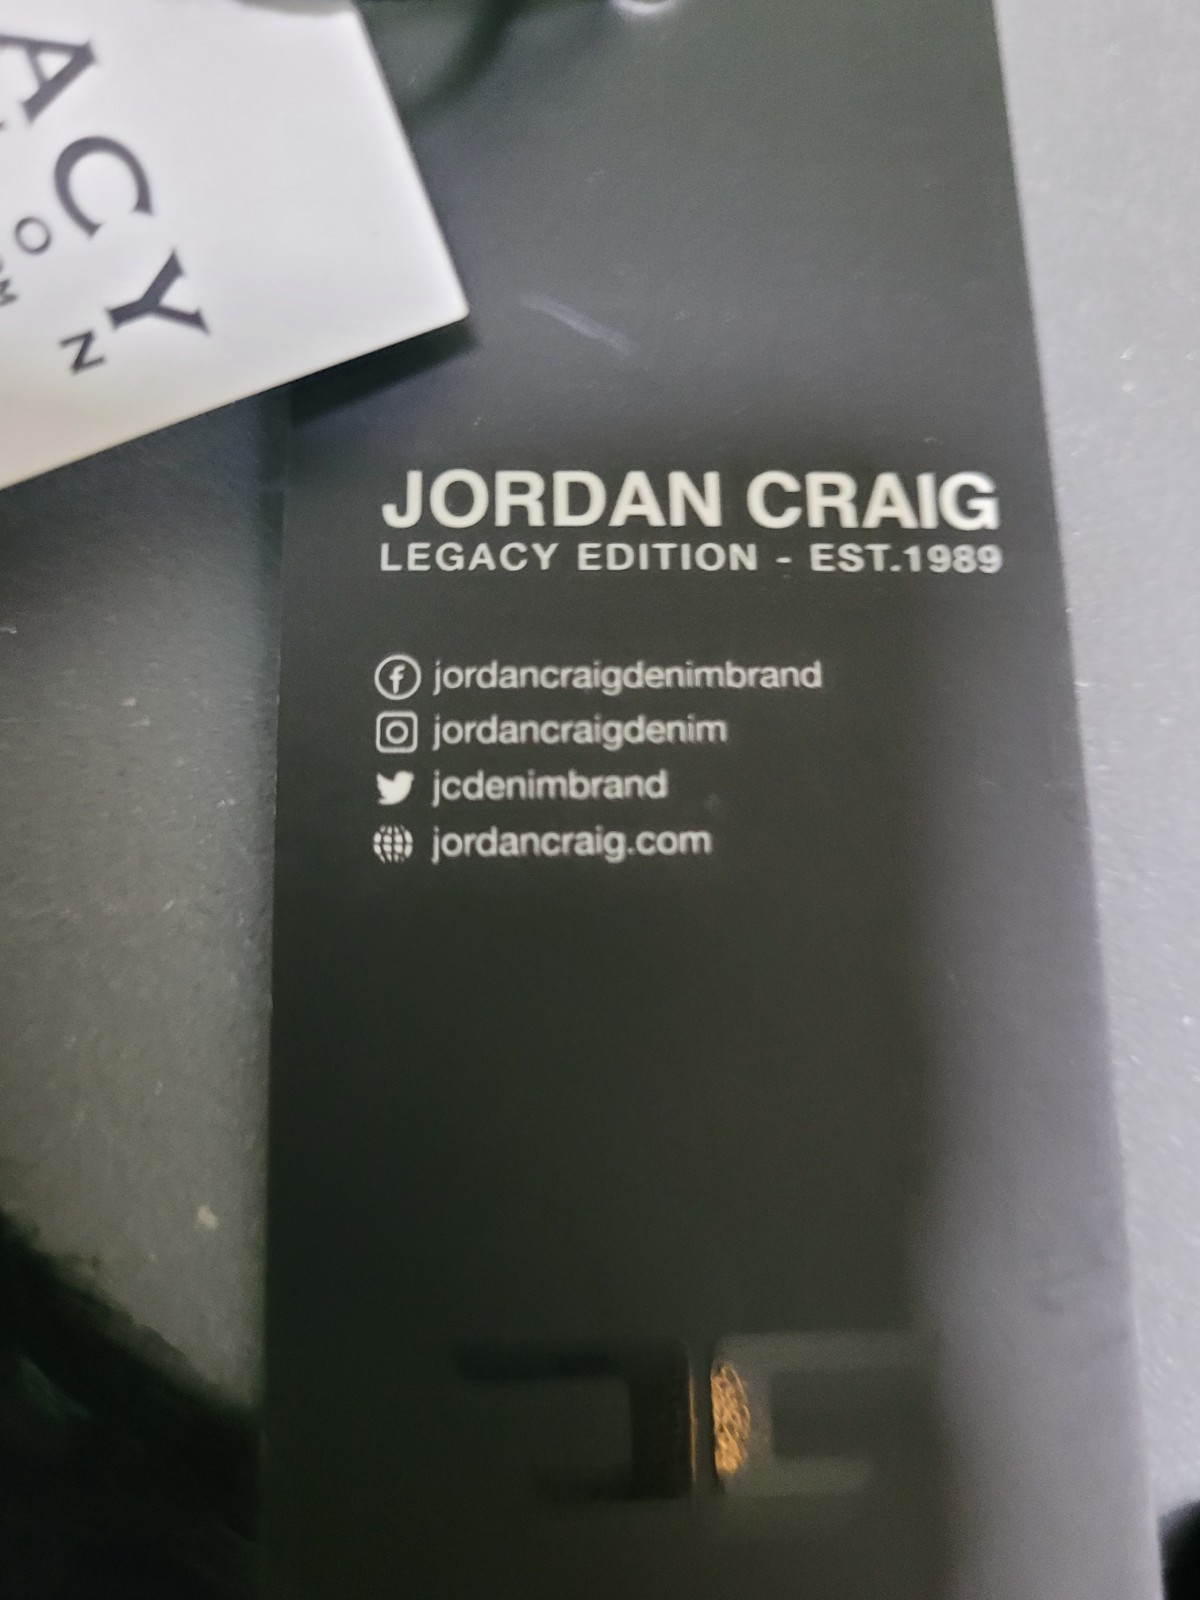 ACY
JORDAN CRAIG
LEGACY EDITION - EST.1989
jordancraigdenimbrand
jordancraigdenim
jcdenimbrand
jordancraig.com